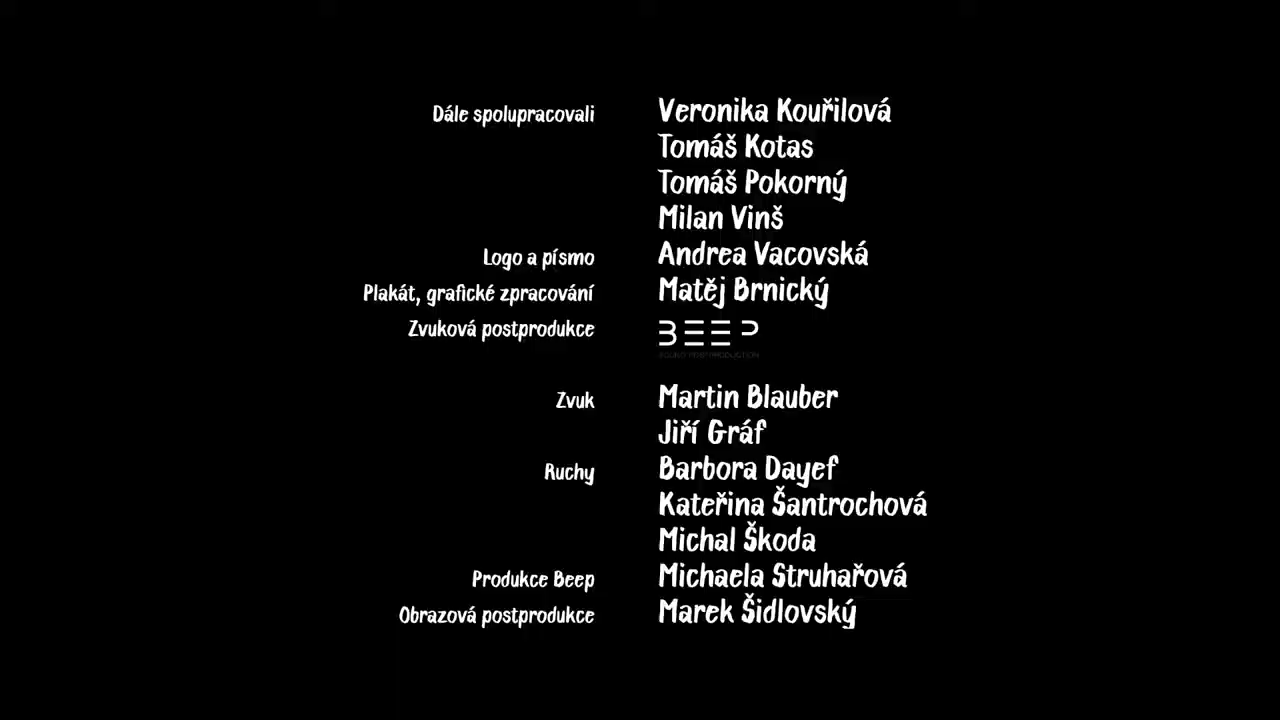 Dále spolupracovali Veronika Kouřilová
Tomáš Kotas
Tomáš Pokorný
Milan Vinš
Logo a písmo Andrea Vacovská
Plakát, grafické zpracování Matěj Brnický
Zvuková postprodukce BEEP
SOUND POSTPRODUCTION
Zvuk Martin Blauber
Jiří Gráf
Ruchy Barbora Dayef
Kateřina Šantrochová
Michal Škoda
Produkce Beep Michaela Struhařová
Obrazová postprodukce Marek Šidlovský